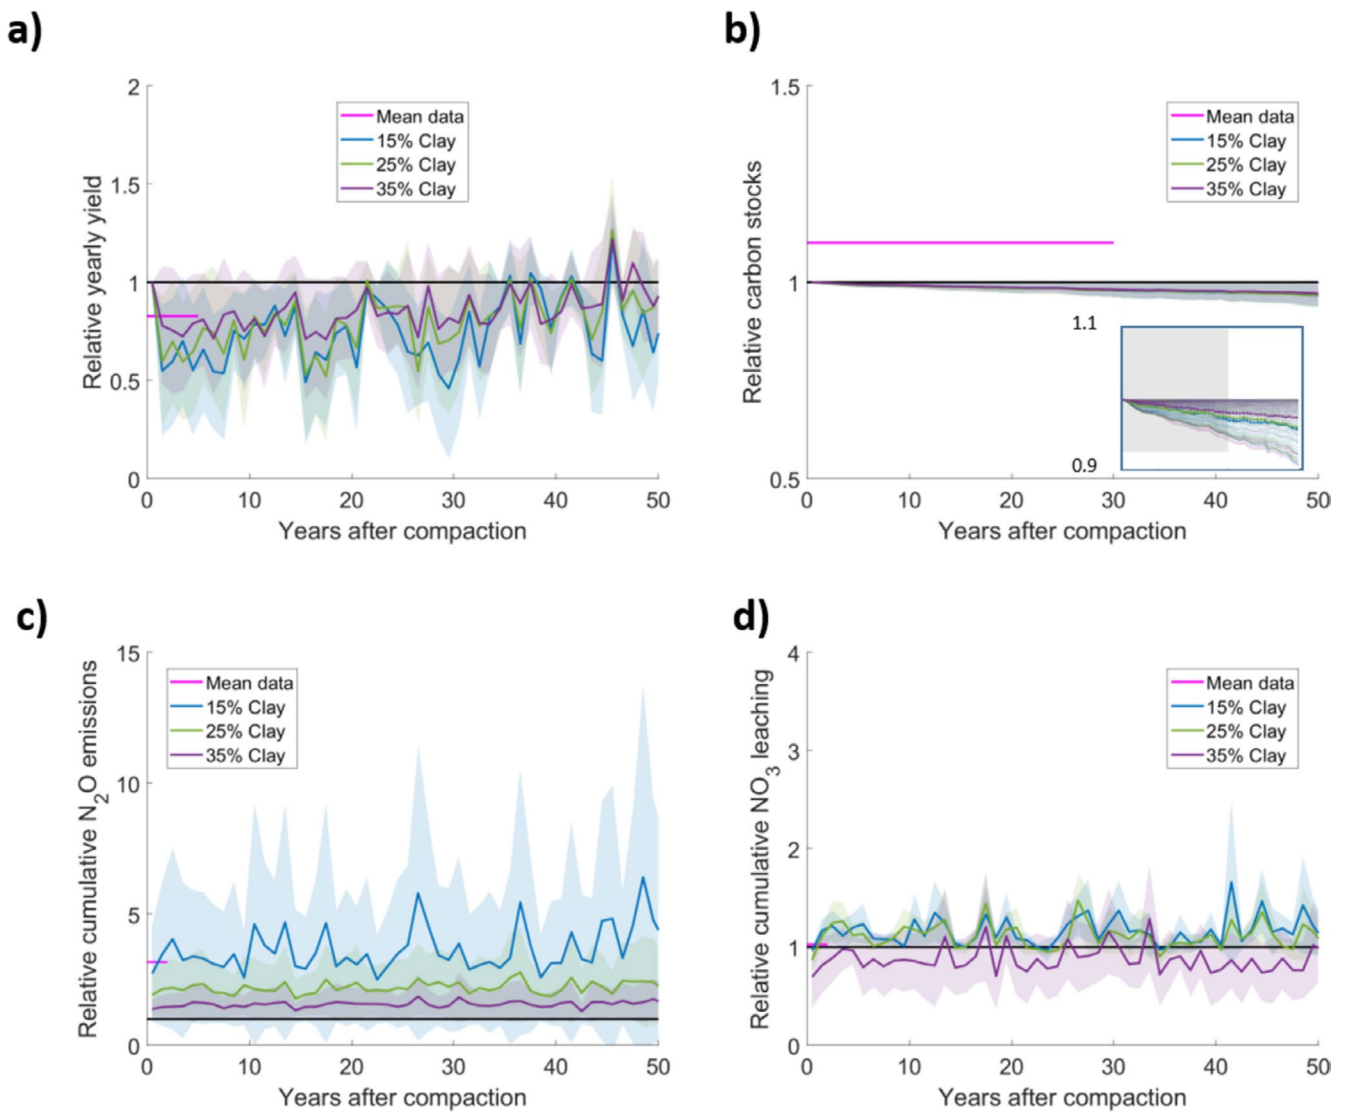 a)
2
1.5
1
0.5
0
Relative yearly yield
Mean data
15% Clay
25% Clay
35% Clay
0 10 20 30 40 50
Years after compaction
b)
1.5
1
0.5
Relative carbon stocks
Mean data
15% Clay
25% Clay
35% Clay
1.1
0.9
0 10 20 30 40 50
Years after compaction
c)
15
10
5
0
Relative cumulative N2O emissions
Mean data
15% Clay
25% Clay
35% Clay
0 10 20 30 40 50
Years after compaction
d)
4
3
2
1
0
Relative cumulative NO3 leaching
Mean data
15% Clay
25% Clay
35% Clay
0 10 20 30 40 50
Years after compaction